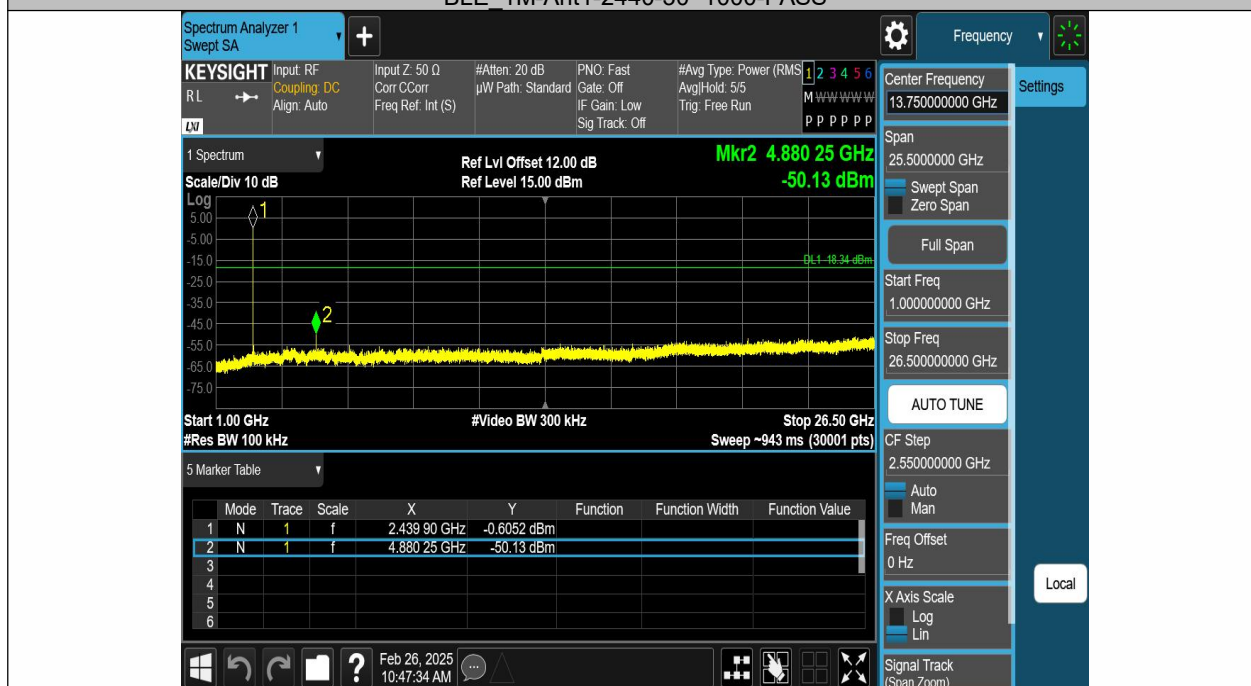 Spectrum Analyzer 1
Swept SA
+
Frequency
KEYSIGHT
RL
LXI
Input: RF
Coupling: DC
Align: Auto
Input Z: 50 Ω
Corr CCorr
Freq Ref: Int (S)
#Atten: 20 dB
µW Path: Standard
PNO: Fast
Gate: Off
IF Gain: Low
Sig Track: Off
#Avg Type: Power (RMS
Avg|Hold: 5/5
Trig: Free Run
1 2 3 4 5 6
M W W W W W
P P P P P P
1 Spectrum
Scale/Div 10 dB
Ref Lvl Offset 12.00 dB
Ref Level 15.00 dBm
Mkr2 4.880 25 GHz
-50.13 dBm
Log
5.00
-5.00
-15.0
-25.0
-35.0
-45.0
-55.0
-65.0
-75.0
1
2
DL1 -18.34 dBm
Start 1.00 GHz
#Res BW 100 kHz
#Video BW 300 kHz
Stop 26.50 GHz
Sweep ~943 ms (30001 pts)
5 Marker Table
Mode Trace Scale X Y Function Function Width Function Value
1 N 1 f 2.439 90 GHz -0.6052 dBm
2 N 1 f 4.880 25 GHz -50.13 dBm
3
4
5
6
Feb 26, 2025
10:47:34 AM
?
Center Frequency
13.750000000 GHz
Settings
Span
25.5000000 GHz
Swept Span
Zero Span
Full Span
Start Freq
1.000000000 GHz
Stop Freq
26.500000000 GHz
AUTO TUNE
CF Step
2.550000000 GHz
Auto
Man
Freq Offset
0 Hz
Local
X Axis Scale
Log
Lin
Signal Track
(Span Zoom)